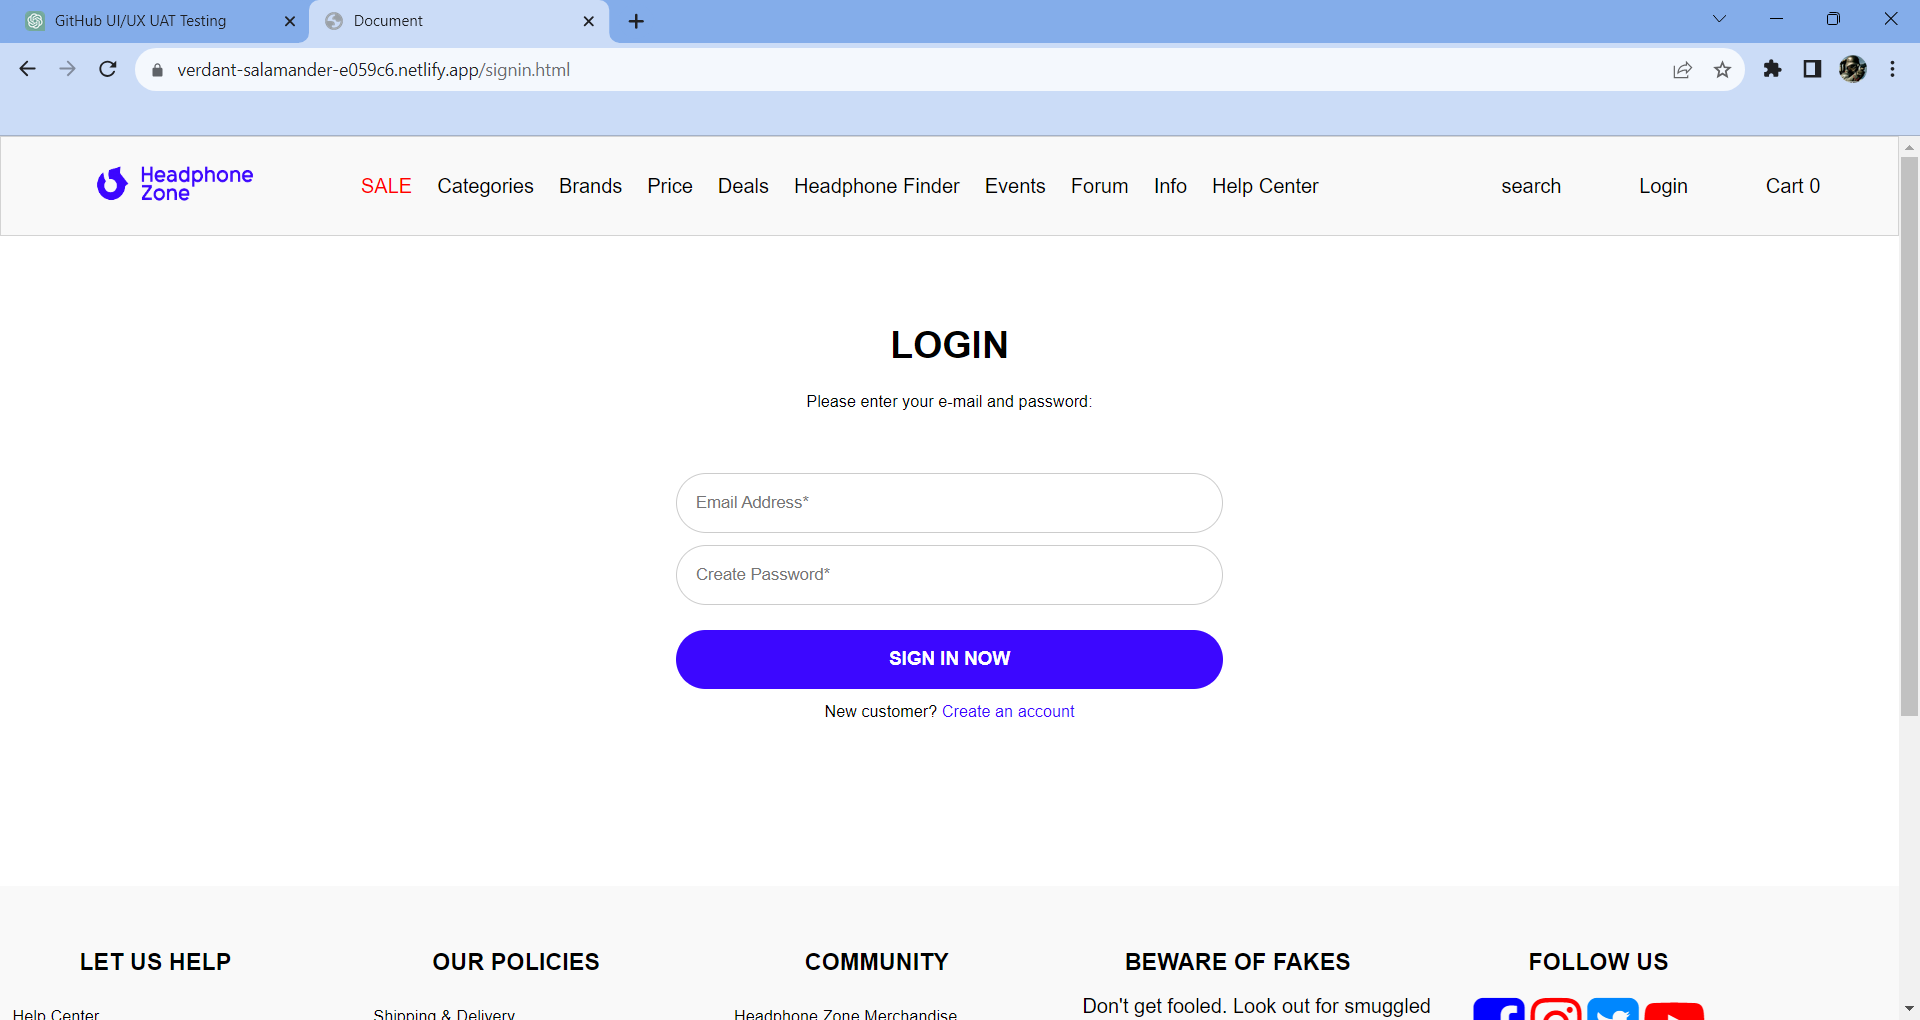 GitHub UI/UX UAT Testing
Document
verdant-salamander-e059c6.netlify.app/signin.html
Headphone
Zone
SALE Categories Brands Price Deals Headphone Finder Events Forum Info Help Center search Login Cart 0
LOGIN
Please enter your e-mail and password:
Email Address*
Create Password*
SIGN IN NOW
New customer? Create an account
LET US HELP
Help Center
OUR POLICIES
Shipping & Delivery
COMMUNITY
Headphone Zone Merchandise
BEWARE OF FAKES
Don't get fooled. Look out for smuggled
FOLLOW US